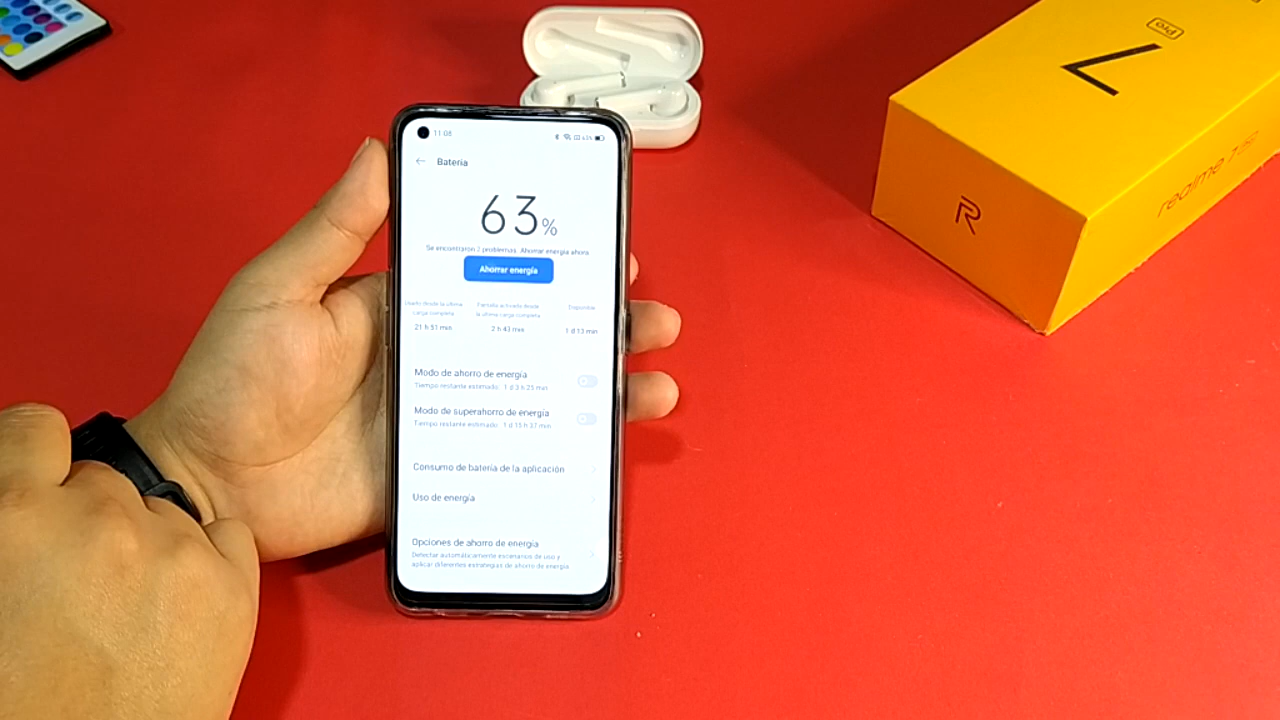 11:08
Batería
63%
Se encontraron 2 problemas. Ahorrar energía ahora.
Ahorrar energía
Usado desde la última carga completa
21 h 51 min
Pantalla activada desde la última carga completa
2 h 43 min
Disponible
1 d 13 min
Modo de ahorro de energía
Tiempo restante estimado: 1 d 3 h 25 min
Modo de superahorro de energía
Tiempo restante estimado: 1 d 15 h 37 min
Consumo de batería de la aplicación
Uso de energía
Opciones de ahorro de energía
Detectar automáticamente escenarios de uso y
aplicar diferentes estrategias de ahorro de energía.
7 Pro
R
realme 7